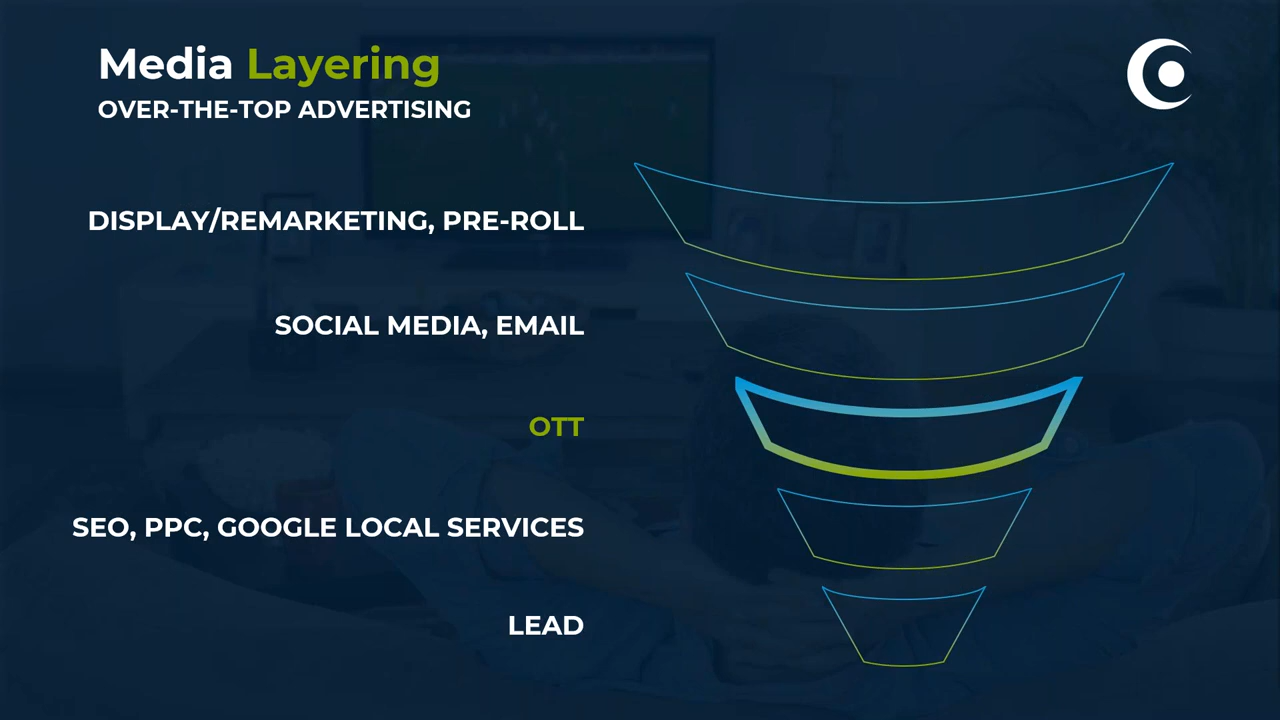 Media Layering
OVER-THE-TOP ADVERTISING
DISPLAY/REMARKETING, PRE-ROLL
SOCIAL MEDIA, EMAIL
OTT
SEO, PPC, GOOGLE LOCAL SERVICES
LEAD